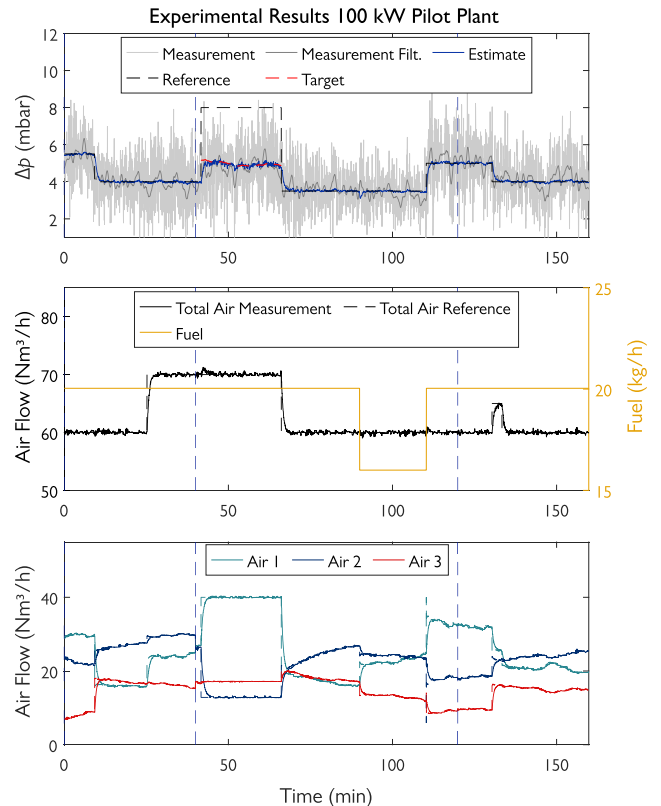 Experimental Results 100 kW Pilot Plant
12
10
8
6
4
2
Δp (mbar)
Measurement Measurement Filt. Estimate
Reference Target
0 50 100 150
80
70
60
50
Air Flow (Nm³/h)
Total Air Measurement Total Air Reference
Fuel
25
20
15
Fuel (kg/h)
0 50 100 150
40
20
0
Air Flow (Nm³/h)
Air 1 Air 2 Air 3
0 50 100 150
Time (min)